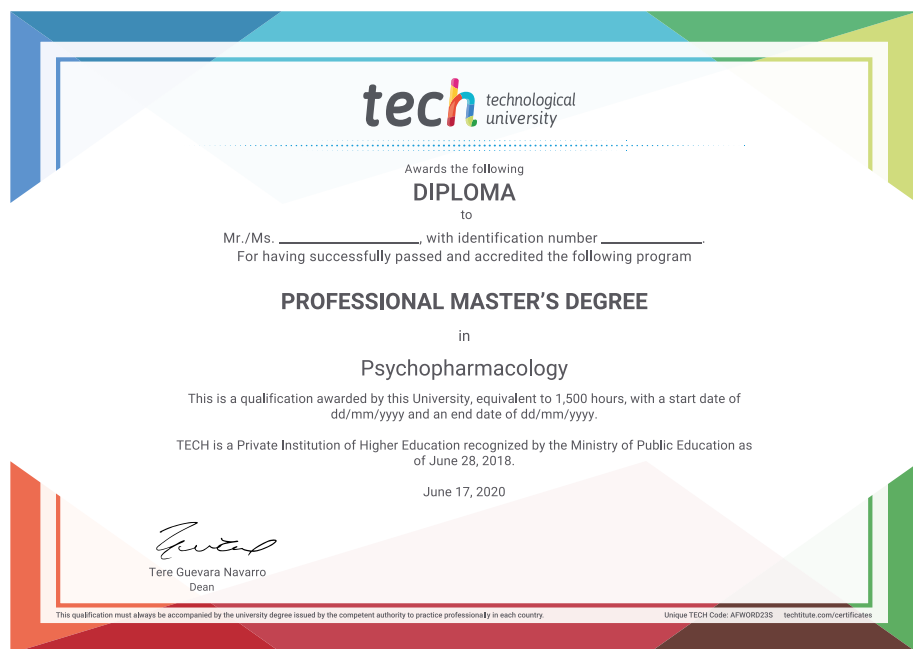 tech technological
university
Awards the following
DIPLOMA
to
Mr./Ms. ____________________, with identification number ______________.
For having successfully passed and accredited the following program
PROFESSIONAL MASTER'S DEGREE
in
Psychopharmacology
This is a qualification awarded by this University, equivalent to 1,500 hours, with a start date of
dd/mm/yyyy and an end date of dd/mm/yyyy.
TECH is a Private Institution of Higher Education recognized by the Ministry of Public Education as
of June 28, 2018.
June 17, 2020
Tere Guevara Navarro
Dean
This qualification must always be accompanied by the university degree issued by the competent authority to practice professionally in each country. Unique TECH Code: AFWORD23S techtitute.com/certificates